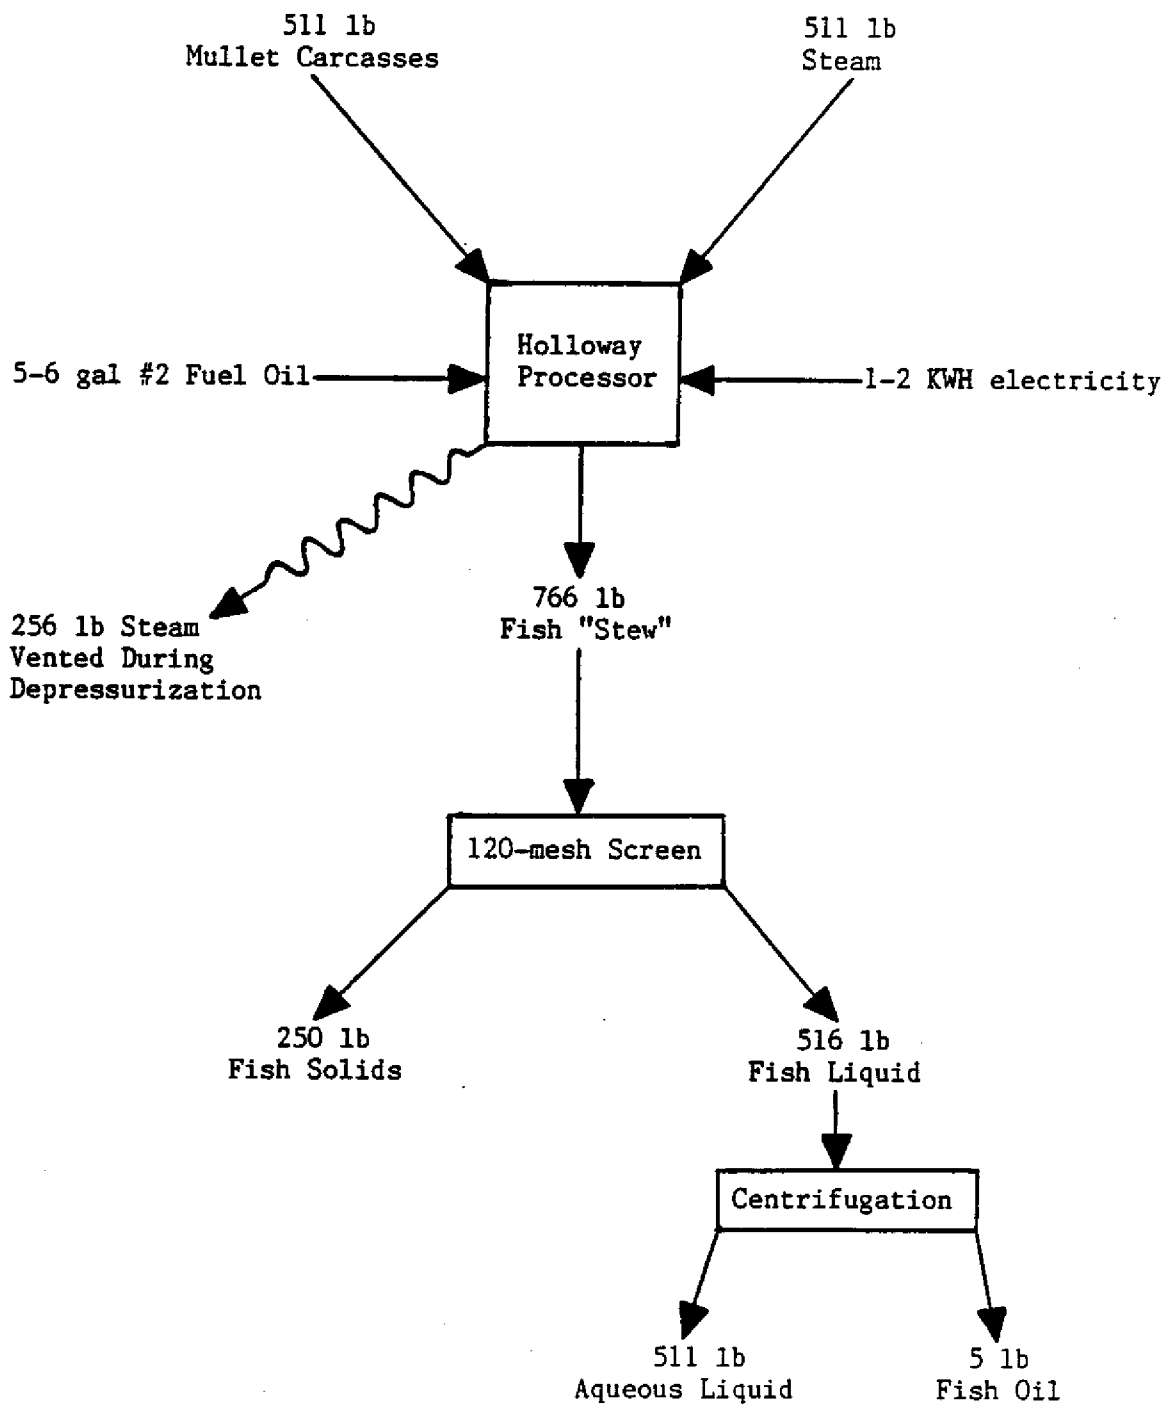 511 lb
Mullet Carcasses
511 lb
Steam
Holloway
Processor
5-6 gal #2 Fuel Oil
1-2 KWH electricity
256 lb Steam
Vented During
Depressurization
766 lb
Fish "Stew"
120-mesh Screen
250 lb
Fish Solids
516 lb
Fish Liquid
Centrifugation
511 lb
Aqueous Liquid
5 lb
Fish Oil